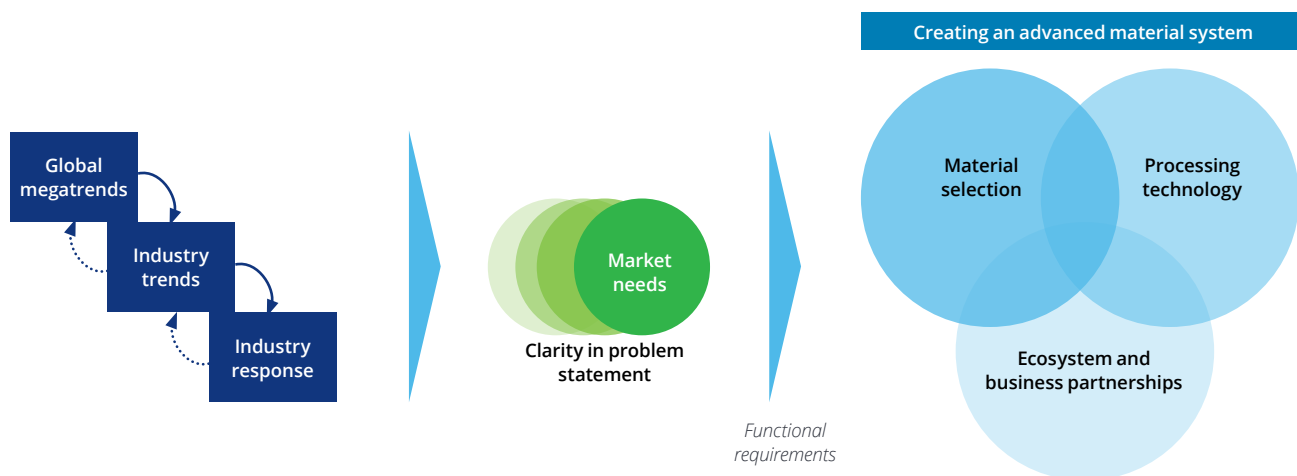 Creating an advanced material system
Global
megatrends
Industry
trends
Industry
response
Market
needs
Clarity in problem
statement
Functional
requirements
Material
selection
Processing
technology
Ecosystem and
business partnerships